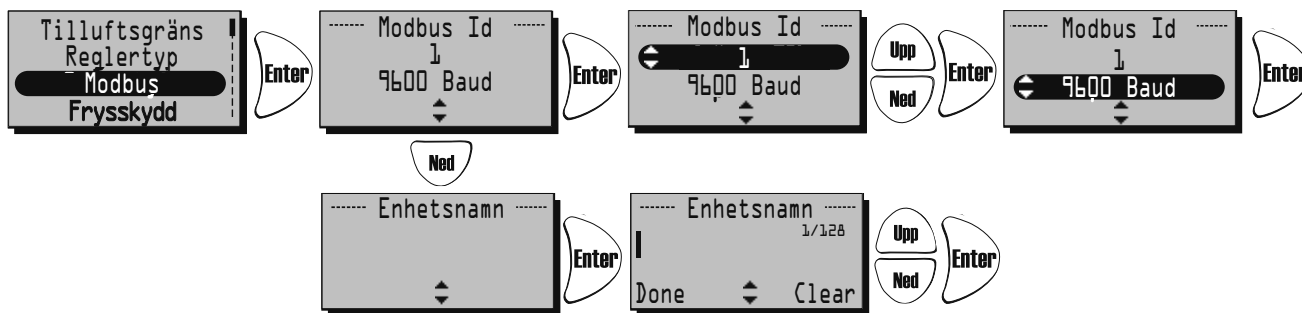 Tilluftsgräns
Reglertyp
Modbus
Frysskydd
Enter
Modbus Id
1
9600 Baud
Enter
Modbus Id
1
9600 Baud
Upp
Ned
Enter
Modbus Id
1
9600 Baud
Enter
Ned
Enhetsnamn
Enter
Enhetsnamn
1/128
Done Clear
Upp
Ned
Enter